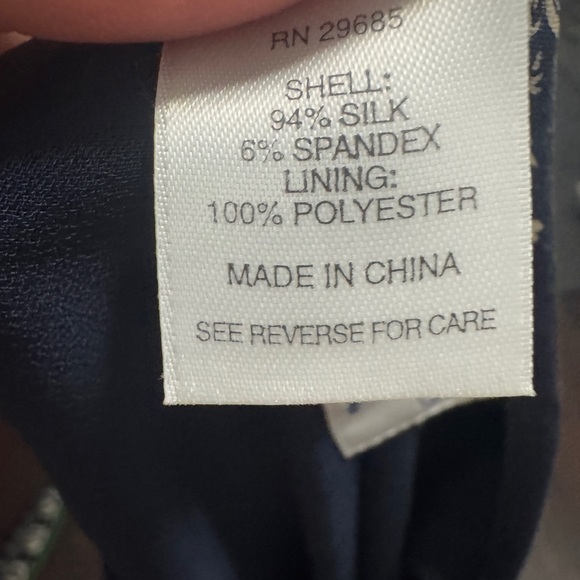 RN 29685
SHELL:
94% SILK
6% SPANDEX
LINING:
100% POLYESTER
MADE IN CHINA
SEE REVERSE FOR CARE